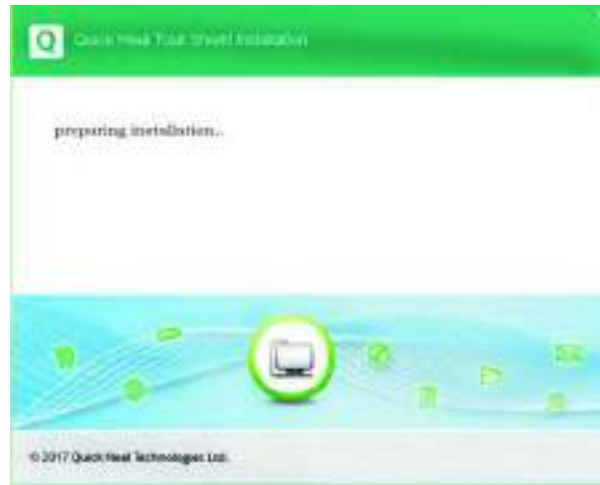 Q
Quick Heal Total Shield Installation
preparing installation..
© 2017 Quick Heal Technologies Ltd.